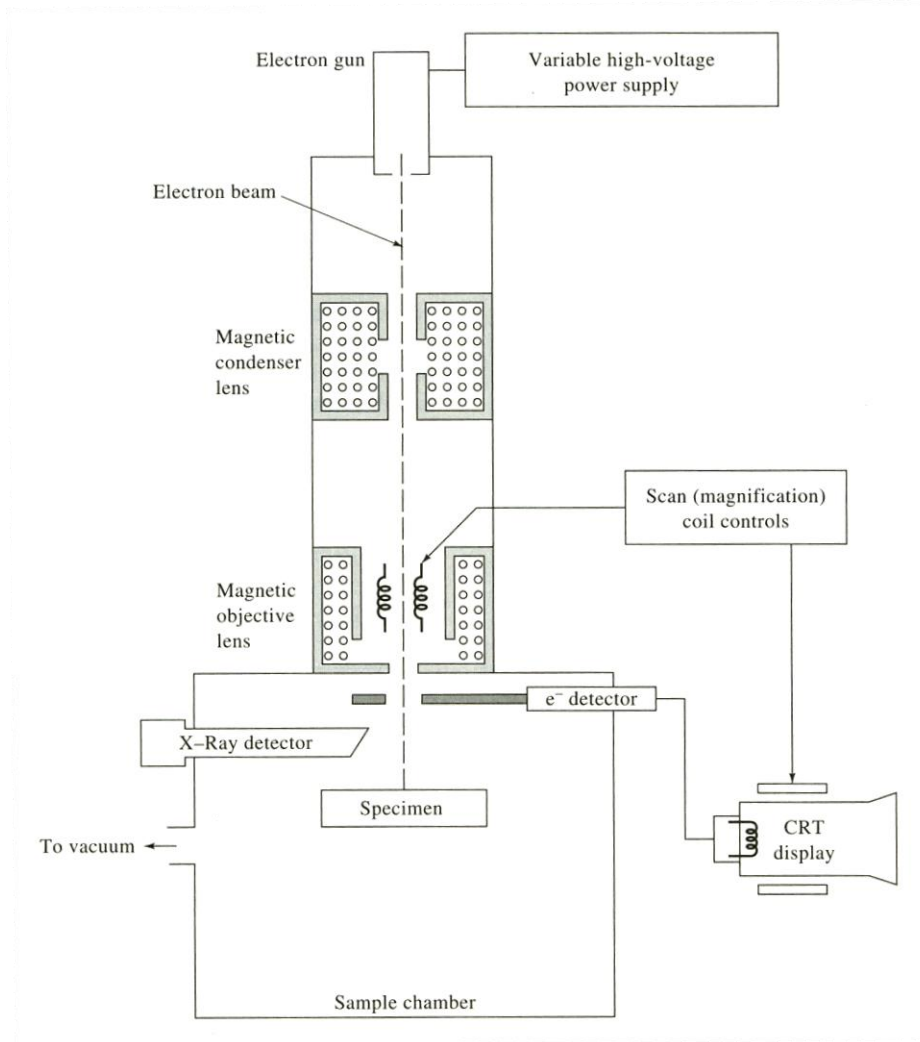 Electron gun
Variable high-voltage
power supply
Electron beam
Magnetic
condenser
lens
Scan (magnification)
coil controls
Magnetic
objective
lens
e⁻ detector
X–Ray detector
Specimen
CRT
display
To vacuum
Sample chamber